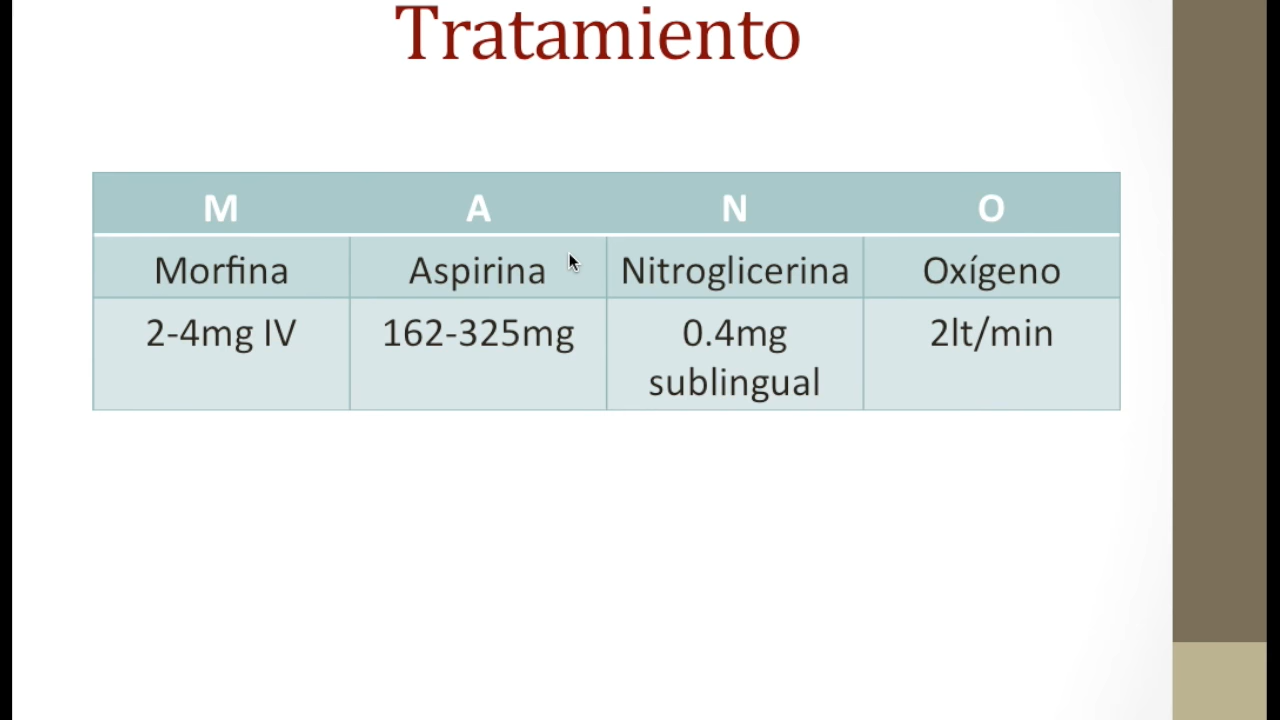 Tratamiento
M A N O
Morfina Aspirina Nitroglicerina Oxígeno
2-4mg IV 162-325mg 0.4mg 2lt/min
sublingual